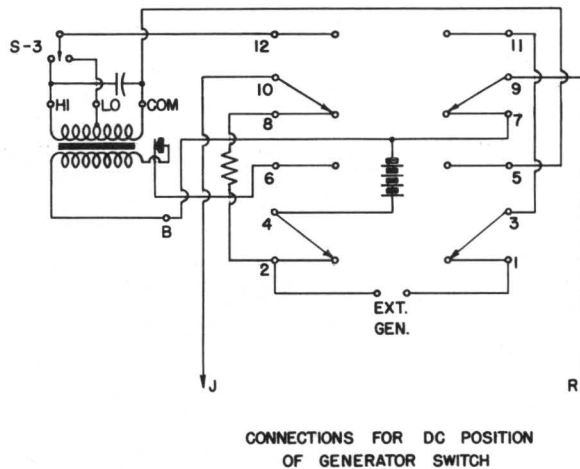 S-3
12
11
10
9
HI
LO
COM
8
7
6
5
4
3
B
2
1
EXT.
GEN.
J
R
CONNECTIONS FOR DC POSITION
OF GENERATOR SWITCH